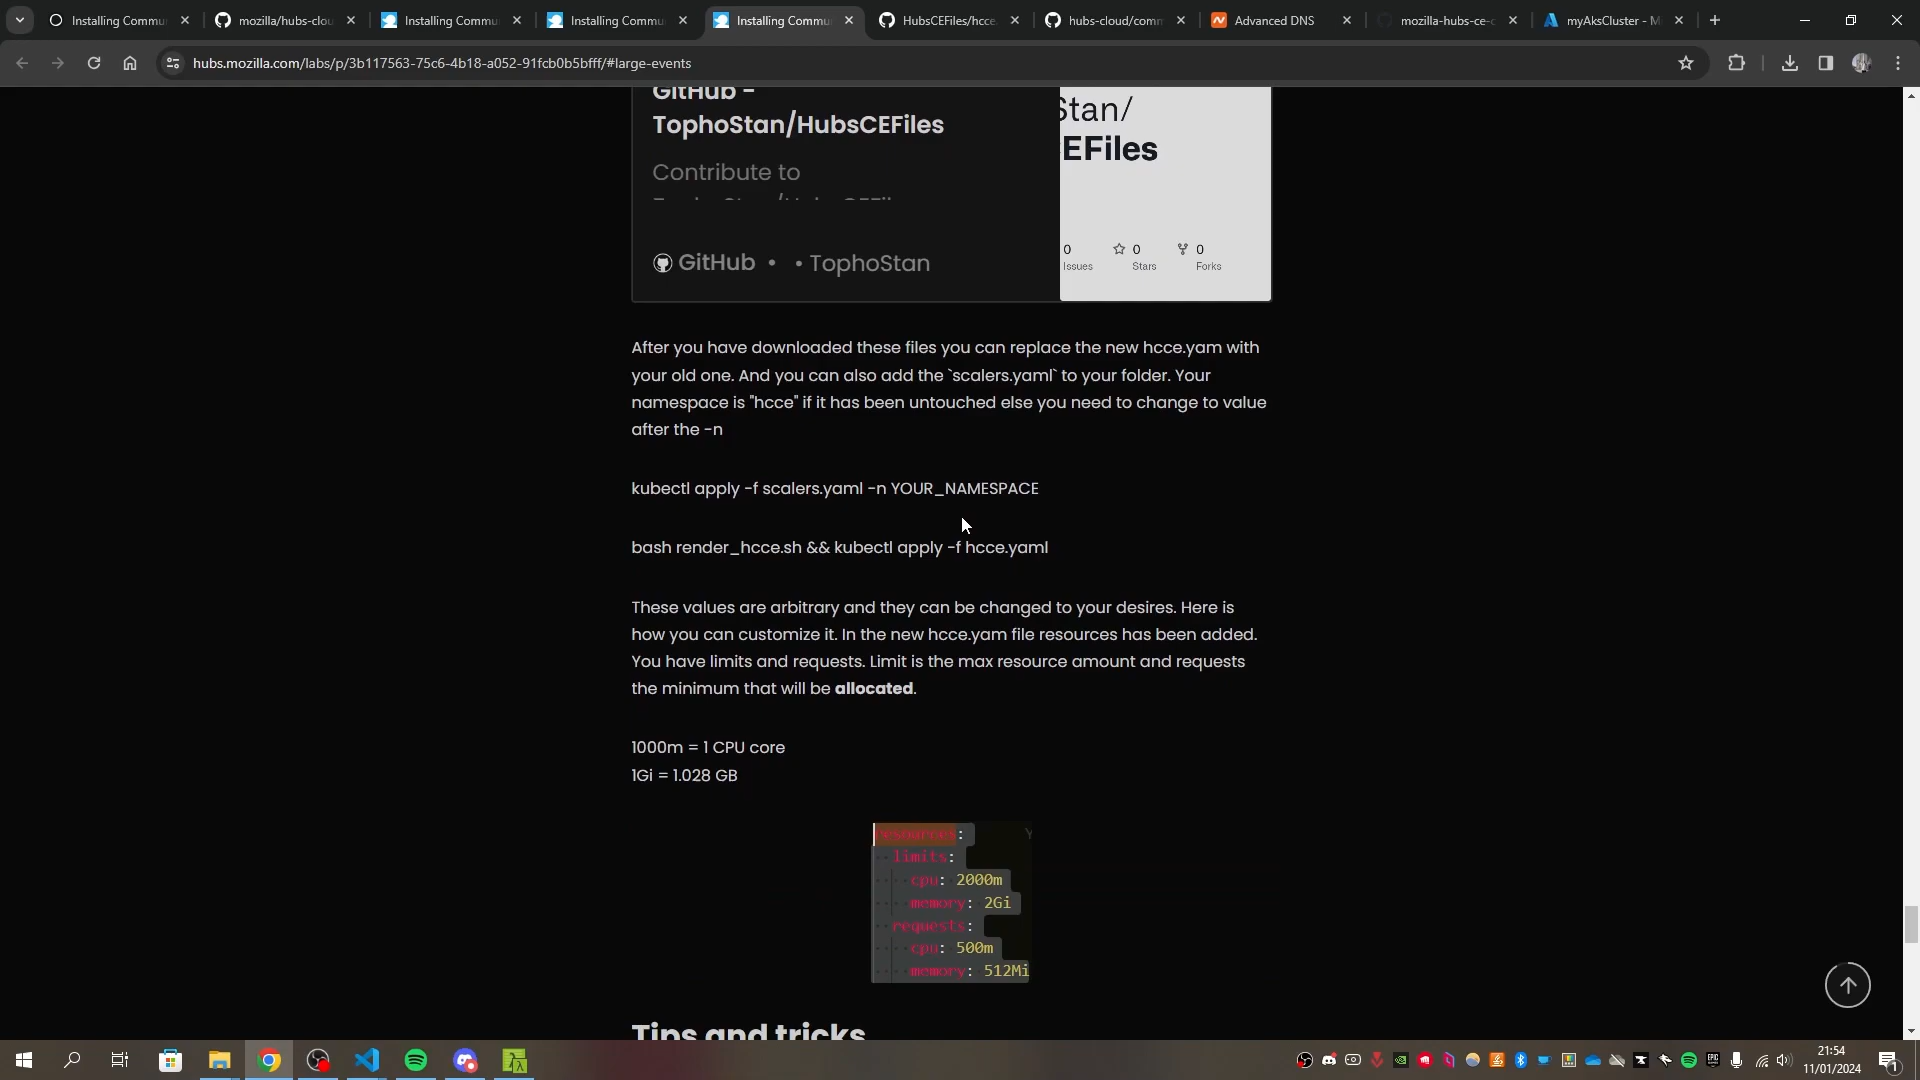 Installing Commu
mozilla/hubs-clou
Installing Commu
Installing Commu
Installing Commu
HubsCEFiles/hcce.
hubs-cloud/comm
Advanced DNS
mozilla-hubs-ce-c
myAksCluster - M
hubs.mozilla.com/labs/p/3b117563-75c6-4b18-a052-91fcb0b5bfff/#large-events
GitHub -
TophoStan/HubsCEFiles
Contribute to
GitHub • • TophoStan
Stan/
EFiles
0
Issues
0
Stars
0
Forks
After you have downloaded these files you can replace the new hcce.yam with
your old one. And you can also add the `scalers.yaml` to your folder. Your
namespace is "hcce" if it has been untouched else you need to change to value
after the -n
kubectl apply -f scalers.yaml -n YOUR_NAMESPACE
bash render_hcce.sh && kubectl apply -f hcce.yaml
These values are arbitrary and they can be changed to your desires. Here is
how you can customize it. In the new hcce.yam file resources has been added.
You have limits and requests. Limit is the max resource amount and requests
the minimum that will be allocated.
1000m = 1 CPU core
1Gi = 1.028 GB
resources:
limits:
cpu: 2000m
memory: 2Gi
requests:
cpu: 500m
memory: 512Mi
Tips and tricks
21:54
11/01/2024